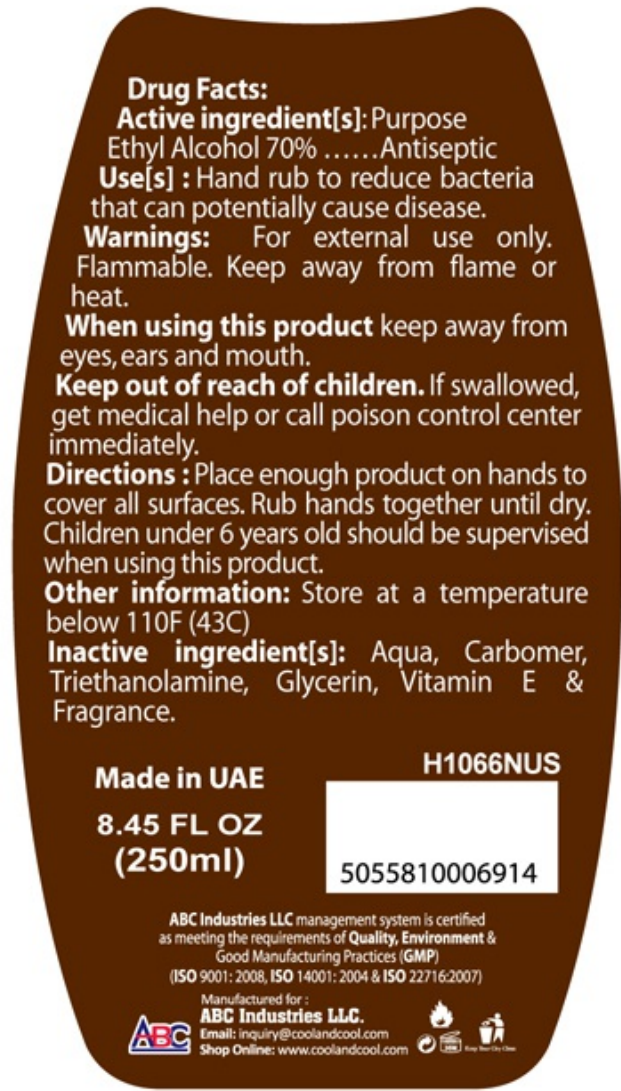 Drug Facts:
Active ingredient[s]: Purpose
Ethyl Alcohol 70% ......Antiseptic
Use[s] : Hand rub to reduce bacteria
that can potentially cause disease.
Warnings: For external use only.
Flammable. Keep away from flame or
heat.
When using this product keep away from
eyes, ears and mouth.
Keep out of reach of children. If swallowed,
get medical help or call poison control center
immediately.
Directions : Place enough product on hands to
cover all surfaces. Rub hands together until dry.
Children under 6 years old should be supervised
when using this product.
Other information: Store at a temperature
below 110F (43C)
Inactive ingredient[s]: Aqua, Carbomer,
Triethanolamine, Glycerin, Vitamin E &
Fragrance.
H1066NUS
Made in UAE
8.45 FL OZ
(250ml)
5055810006914
ABC Industries LLC management system is certified
as meeting the requirements of Quality, Environment &
Good Manufacturing Practices (GMP)
(ISO 9001: 2008, ISO 14001: 2004 & ISO 22716:2007)
Manufactured for :
ABC Industries LLC.
ABC
Email: inquiry@coolandcool.com
Shop Online: www.coolandcool.com
Keep Your City Clean